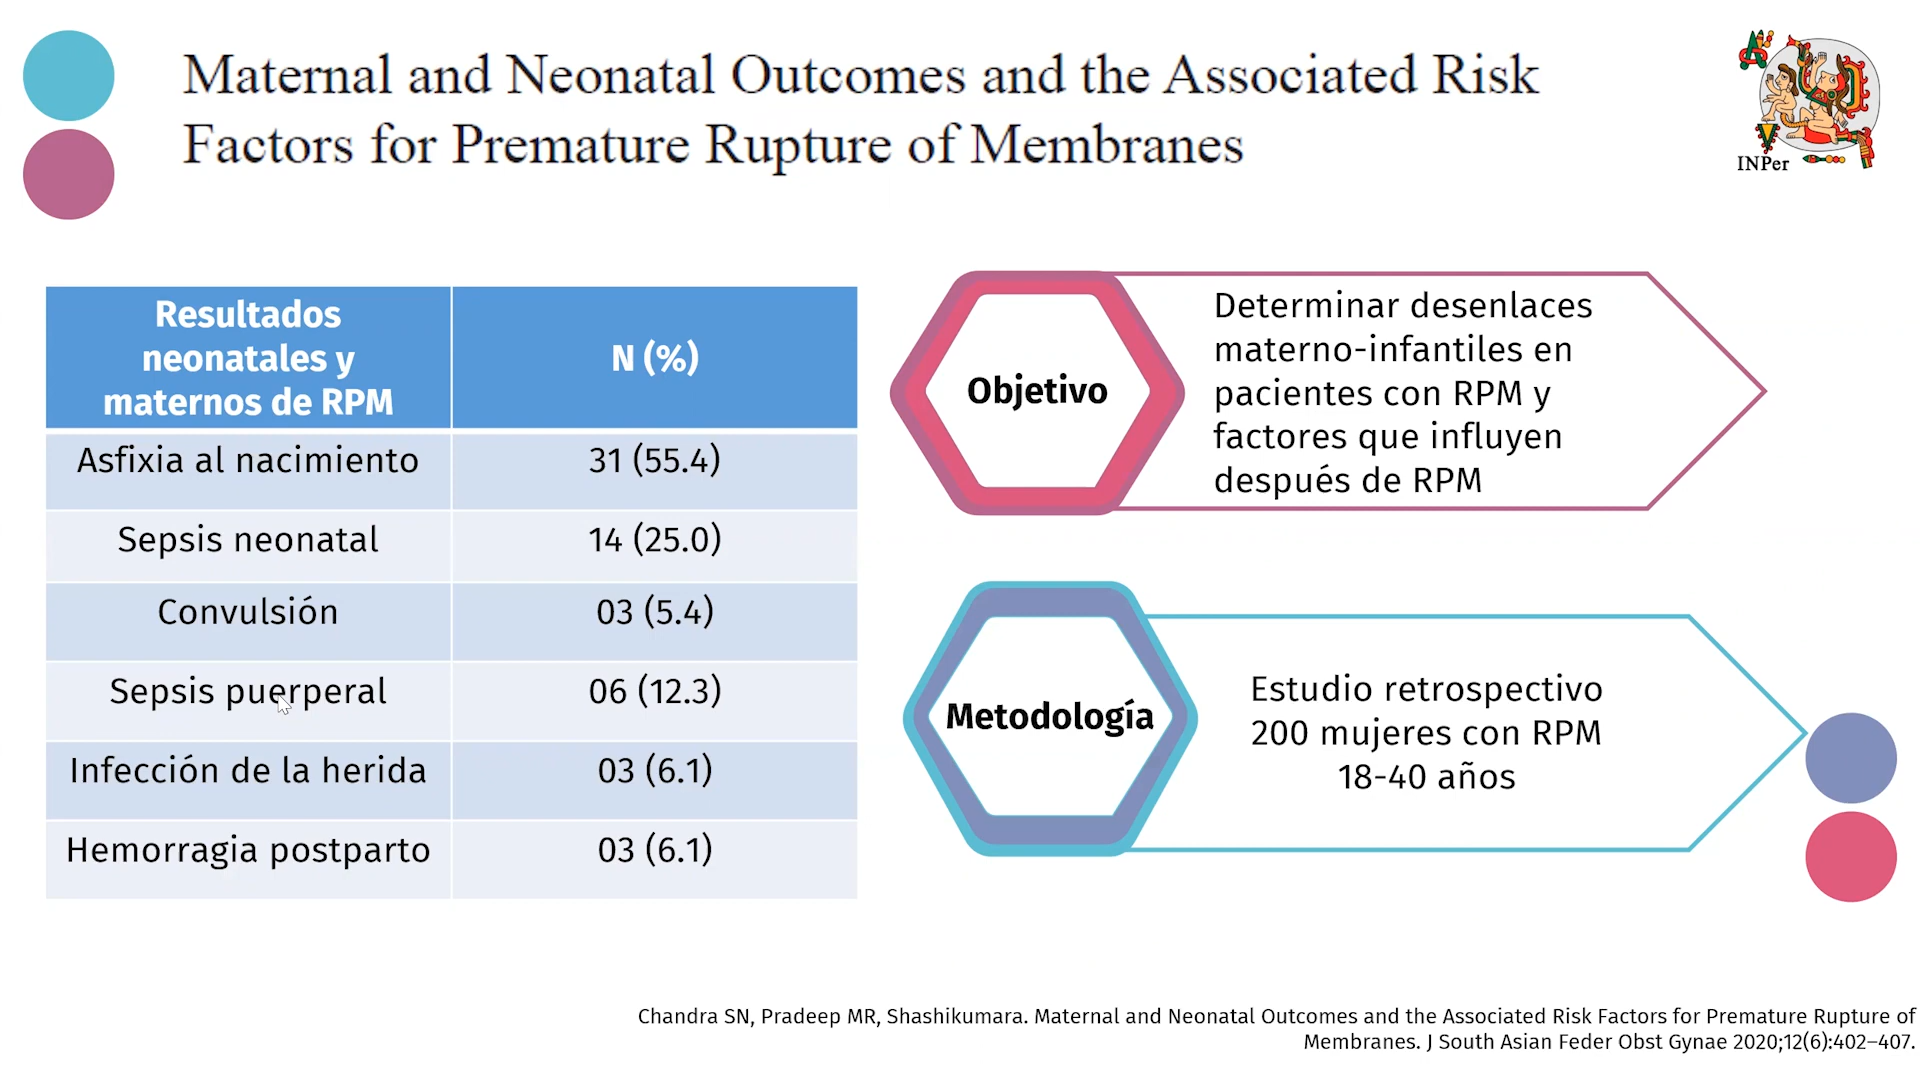 Maternal and Neonatal Outcomes and the Associated Risk
Factors for Premature Rupture of Membranes
INPer
Resultados
neonatales y
maternos de RPM
N (%)
Asfixia al nacimiento
31 (55.4)
Sepsis neonatal
14 (25.0)
Convulsión
03 (5.4)
Sepsis puerperal
06 (12.3)
Infección de la herida
03 (6.1)
Hemorragia postparto
03 (6.1)
Objetivo
Determinar desenlaces
materno-infantiles en
pacientes con RPM y
factores que influyen
después de RPM
Metodología
Estudio retrospectivo
200 mujeres con RPM
18-40 años
Chandra SN, Pradeep MR, Shashikumara. Maternal and Neonatal Outcomes and the Associated Risk Factors for Premature Rupture of
Membranes. J South Asian Feder Obst Gynae 2020;12(6):402–407.